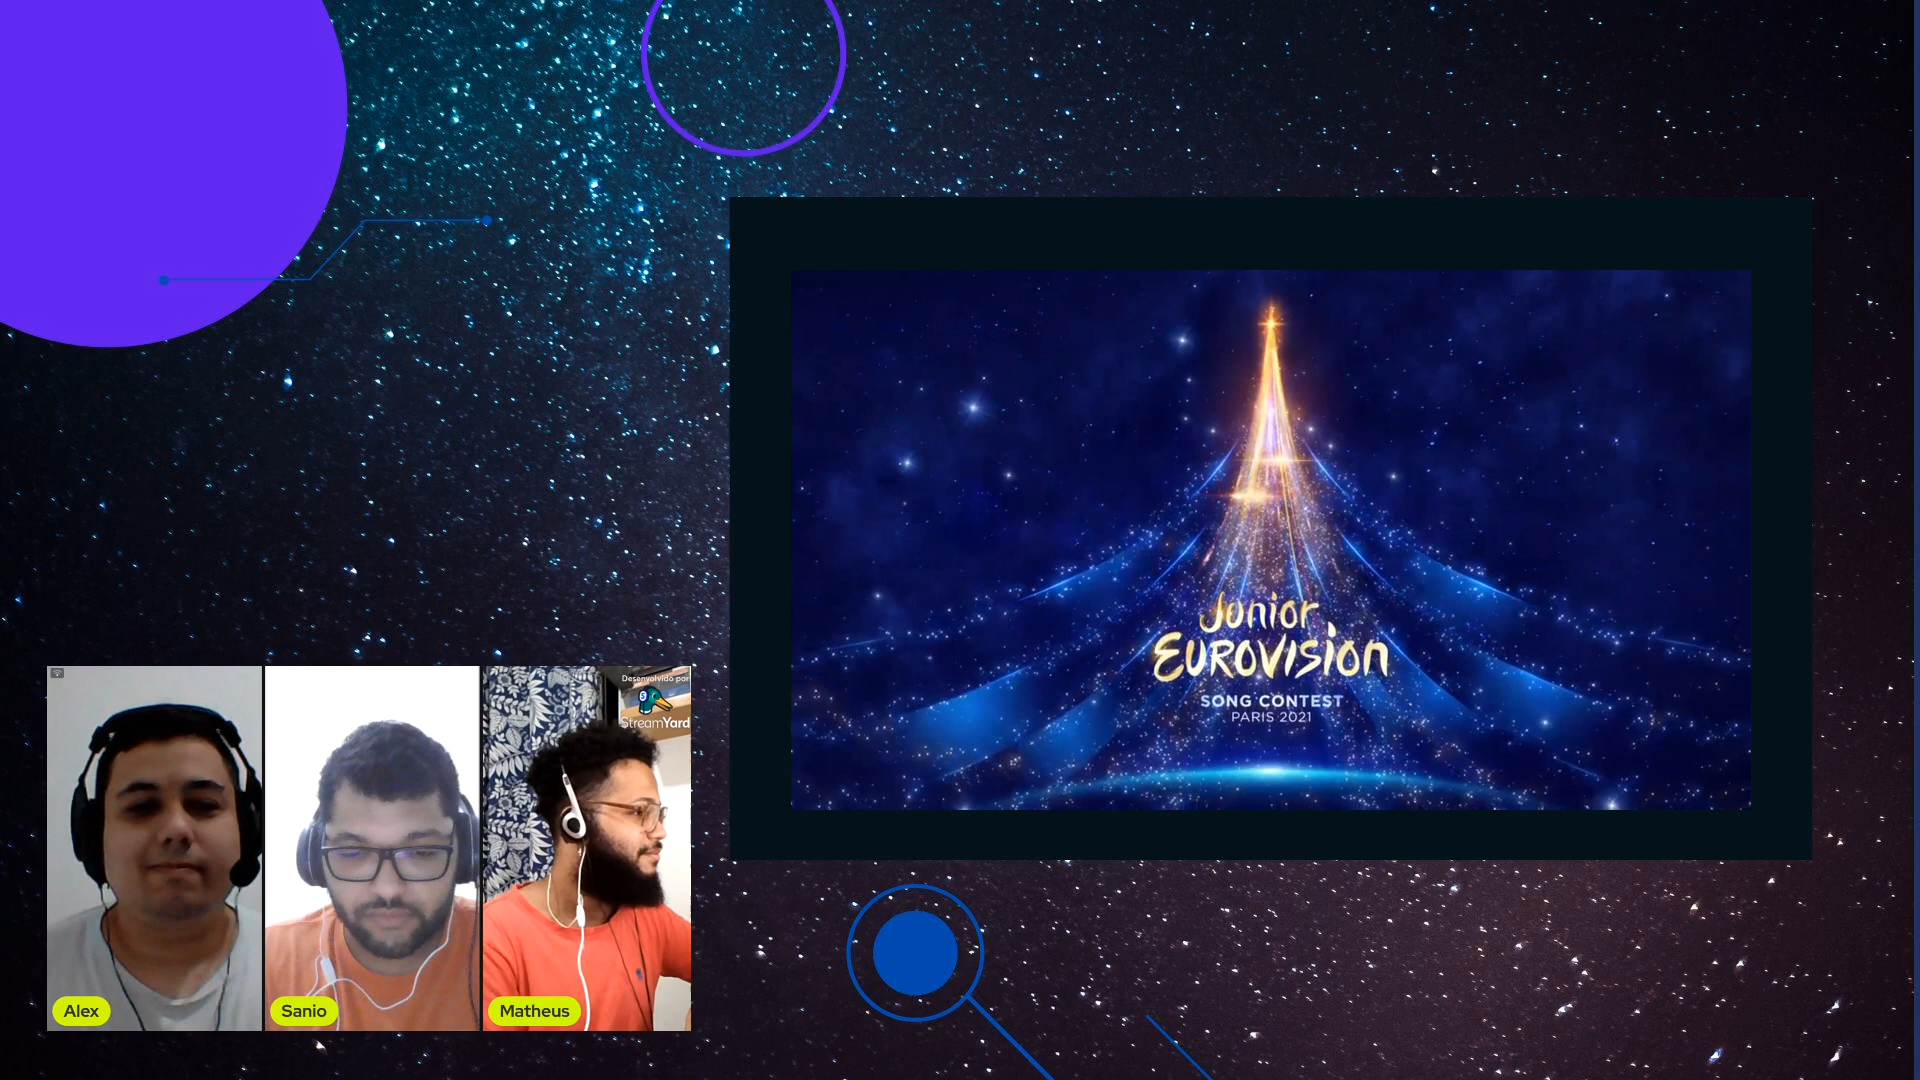 Junior
EUROVISION
SONG CONTEST
PARIS 2021
Desenvolvido por
StreamYard
Alex
Sanio
Matheus